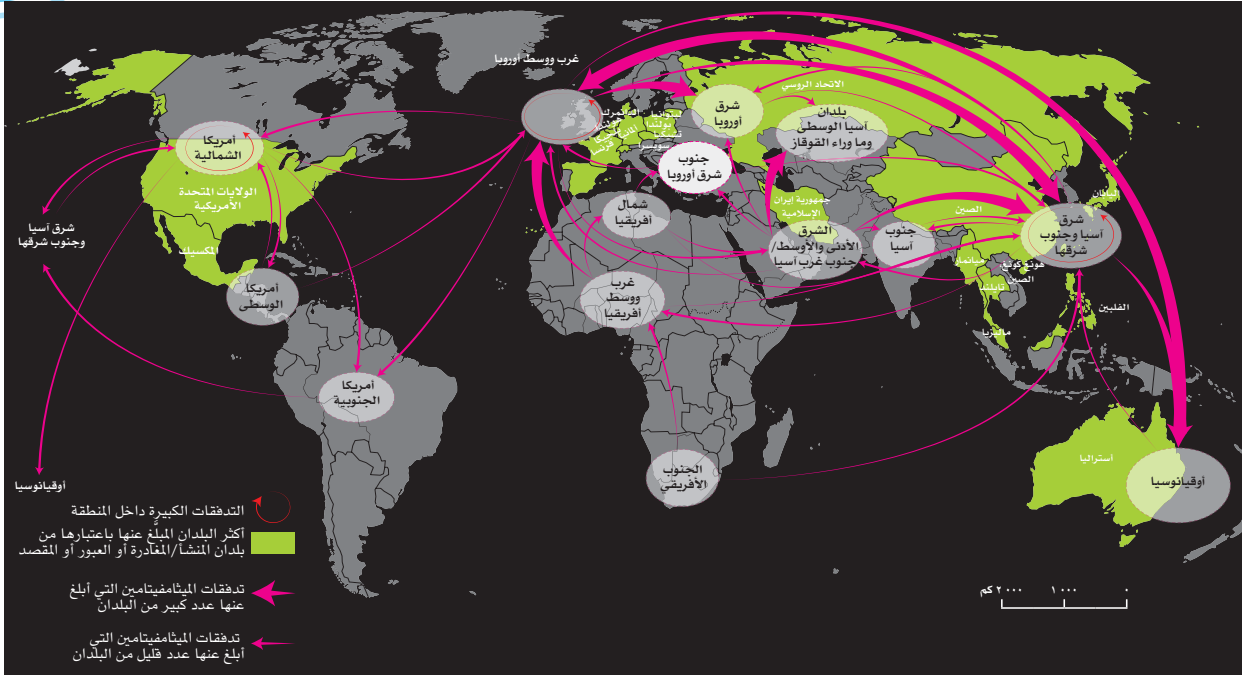 غرب ووسط أوروبا
الاتحاد الروسي
شرق
أوروبا
بلدان
آسيا الوسطى
وما وراء القوقاز
أمريكا
الشمالية
جنوب
شرق أوروبا
الولايات المتحدة
الأمريكية
المكسيك
شرق آسيا
وجنوب شرقها
شمال
أفريقيا
جمهورية إيران
الإسلامية
الشرق
الأدنى والأوسط/
جنوب غرب آسيا
جنوب
آسيا
الصين
اليابان
شرق
آسيا وجنوب
شرقها
ميانمار
هونغ كونغ
الصين
تايلند
الفلبين
ماليزيا
أمريكا
الوسطى
غرب
ووسط
أفريقيا
أمريكا
الجنوبية
الجنوب
الأفريقي
أستراليا
أوقيانوسيا
أوقيانوسيا
التدفقات الكبيرة داخل المنطقة
أكثر البلدان المبلَّغ عنها باعتبارها من
بلدان المنشأ/المغادرة أو العبور أو المقصد
تدفقات الميثامفيتامين التي أبلغ
عنها عدد كبير من البلدان
تدفقات الميثامفيتامين التي
أبلغ عنها عدد قليل من البلدان
٢ ٠٠٠ كم
١ ٠٠٠
٠